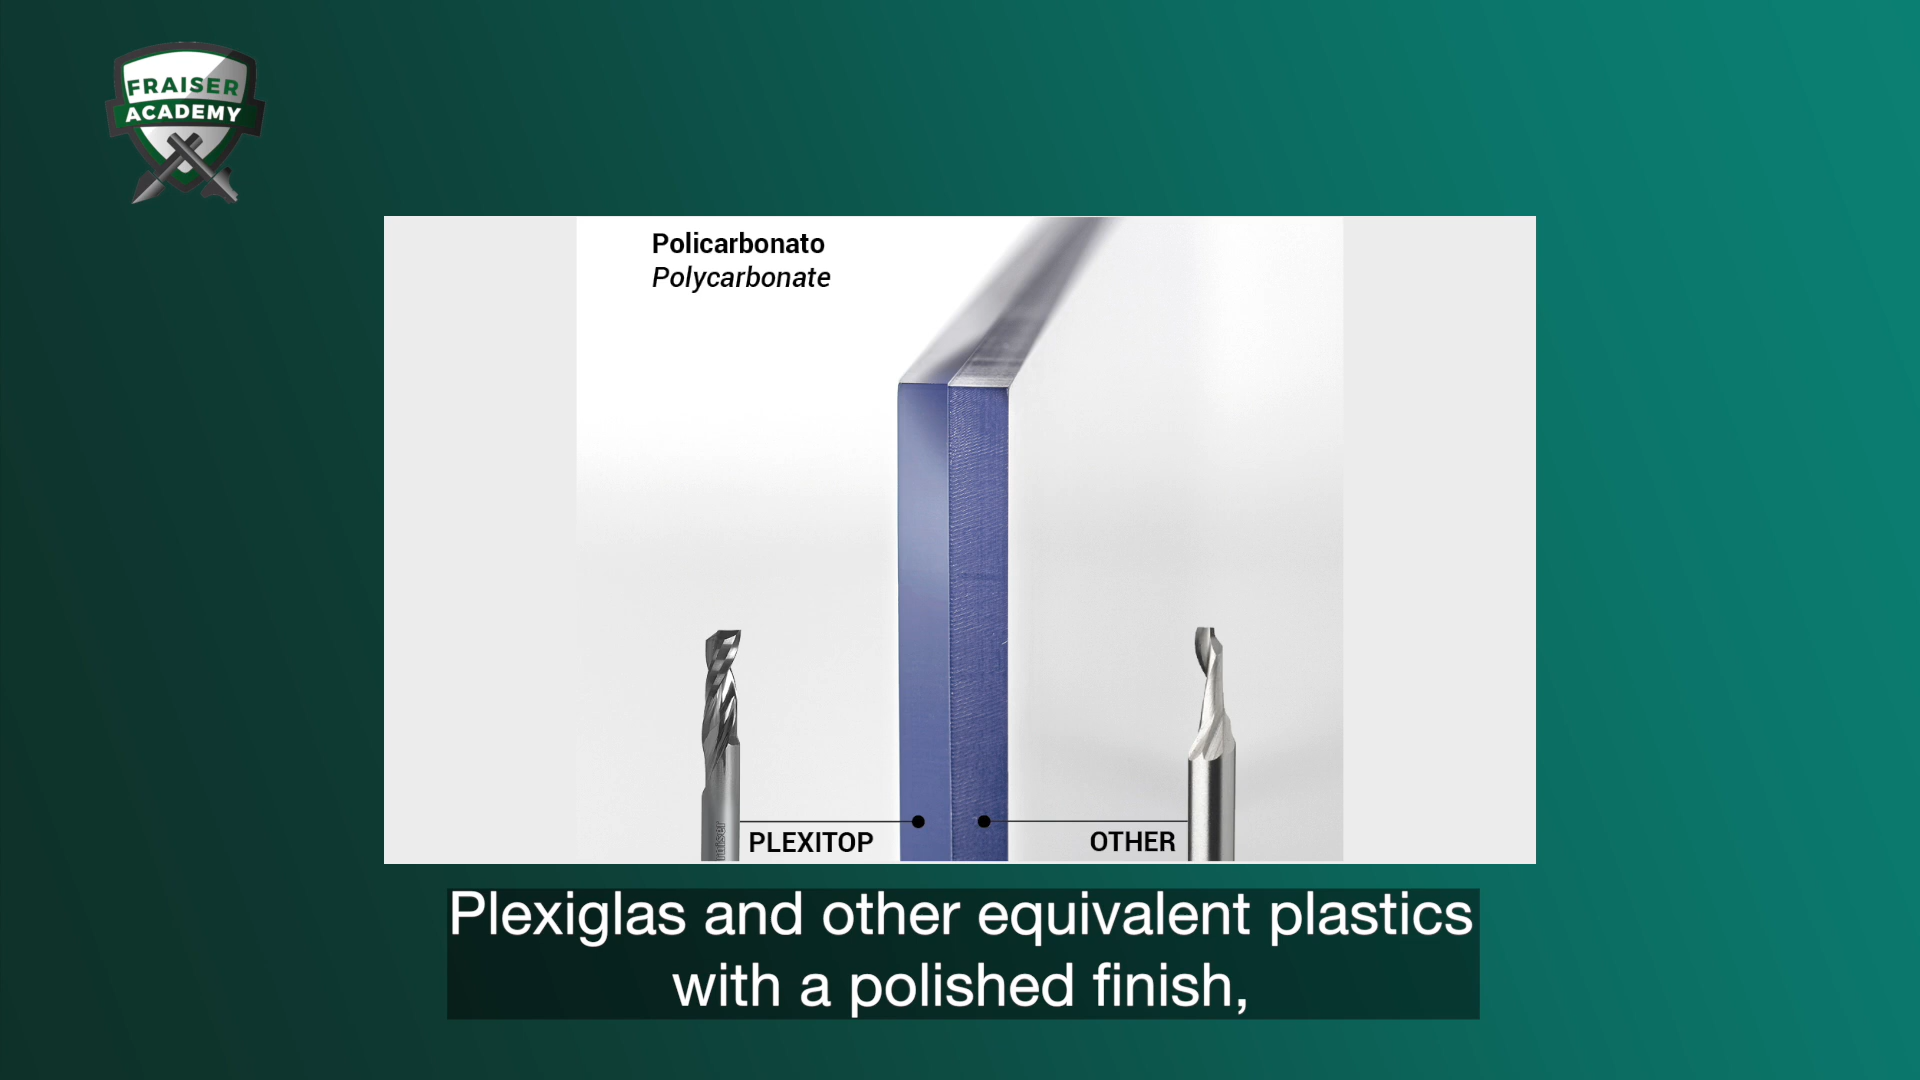 FRAISER
ACADEMY
Policarbonato
Polycarbonate
PLEXITOP
OTHER
Plexiglas and other equivalent plastics
with a polished finish,